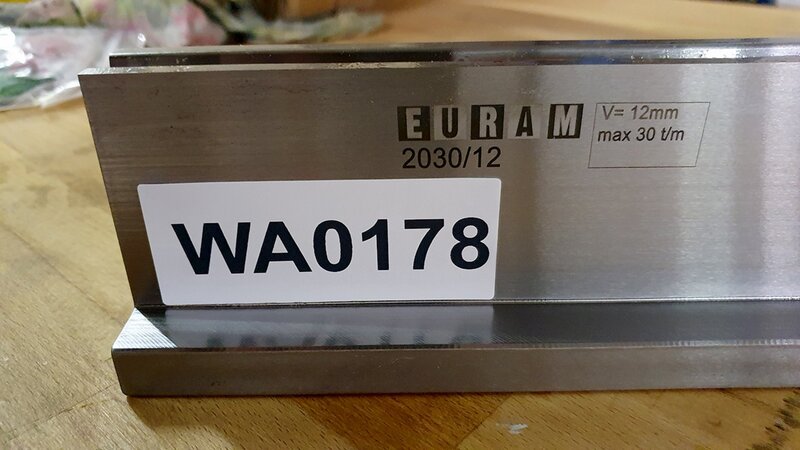 EURAM
2030/12
V= 12mm
max 30 t/m
WA0178